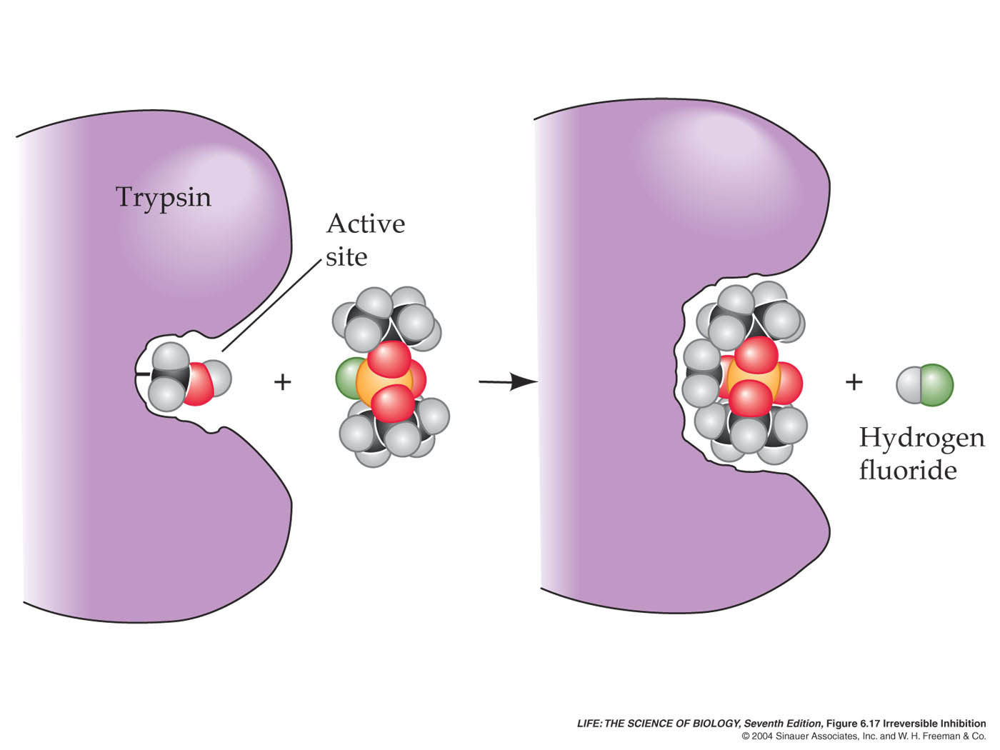 Trypsin
Active
site
+
+
Hydrogen
fluoride
LIFE: THE SCIENCE OF BIOLOGY, Seventh Edition, Figure 6.17 Irreversible Inhibition
© 2004 Sinauer Associates, Inc. and W. H. Freeman & Co.